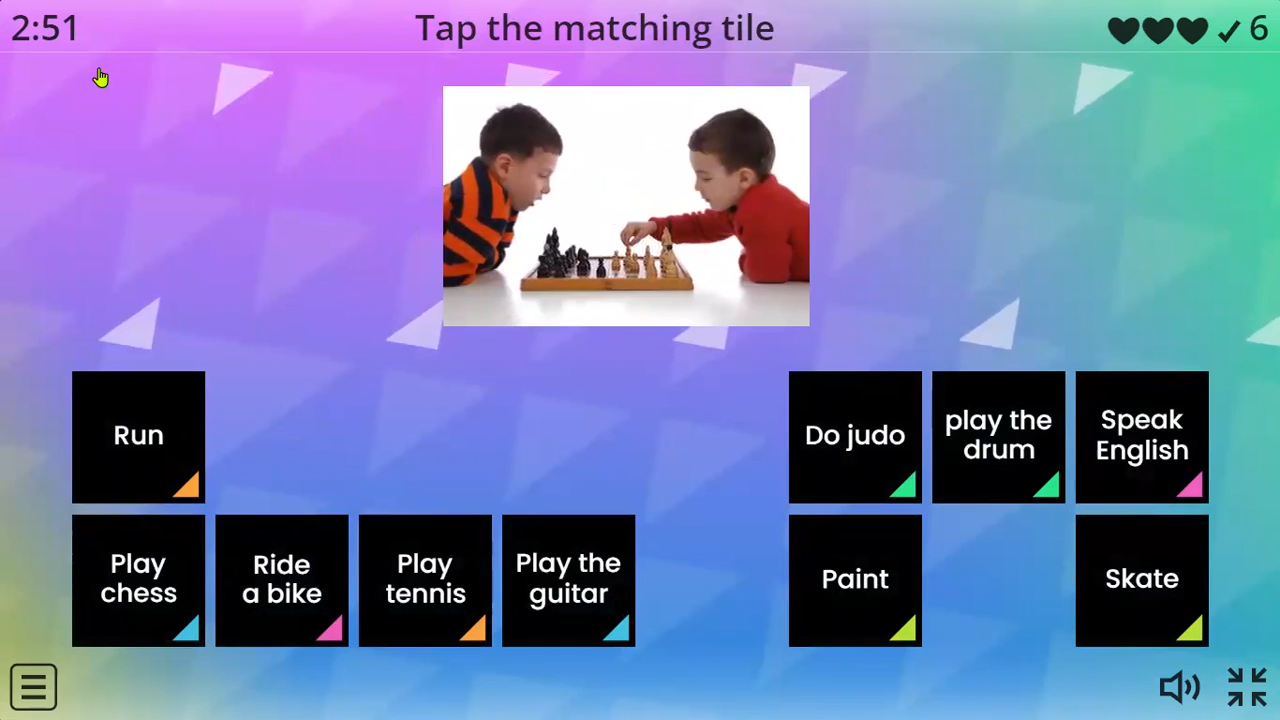 2:51
Tap the matching tile
6
Run
Do judo
play the
drum
Speak
English
Play
chess
Ride
a bike
Play
tennis
Play the
guitar
Paint
Skate